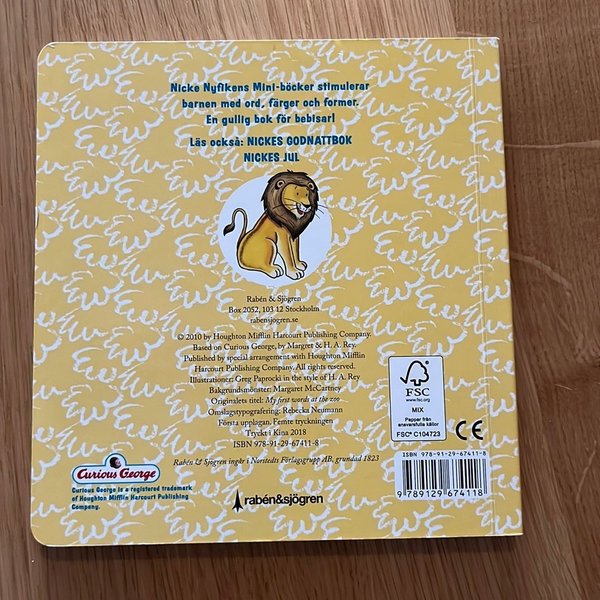 Nicke Nyfikens Mini-böcker stimulerar
barnen med ord, färger och former.
En gullig bok för bebisar!
Läs också: NICKES GODNATTBOK
NICKES JUL
Rabén & Sjögren
Box 2052, 103 12 Stockholm
rabensjogren.se
© 2010 by Houghton Mifflin Harcourt Publishing Company.
Based on Curious George, by Margret & H. A. Rey.
Published by special arrangement with Houghton Mifflin
Harcourt Publishing Company. All rights reserved.
Illustrationer: Greg Paprocki in the style of H. A. Rey
Bakgrundsmönster: Margaret McCartney
Originalets titel: My first words at the zoo
Omslagstypografering: Rebecka Neumann
Första upplagan. Femte tryckningen
Tryckt i Kina 2018
ISBN 978-91-29-67411-8
Rabén & Sjögren ingår i Norstedts Förlagsgrupp AB, grundad 1823
FSC
www.fsc.org
MIX
Papper från
ansvarsfulla källor
FSC® C104723
CE
ISBN 978-91-29-67411-8
9 789129 674118
Curious George
Curious George is a registered trademark
of Houghton Mifflin Harcourt Publishing
Company.
rabén&sjögren